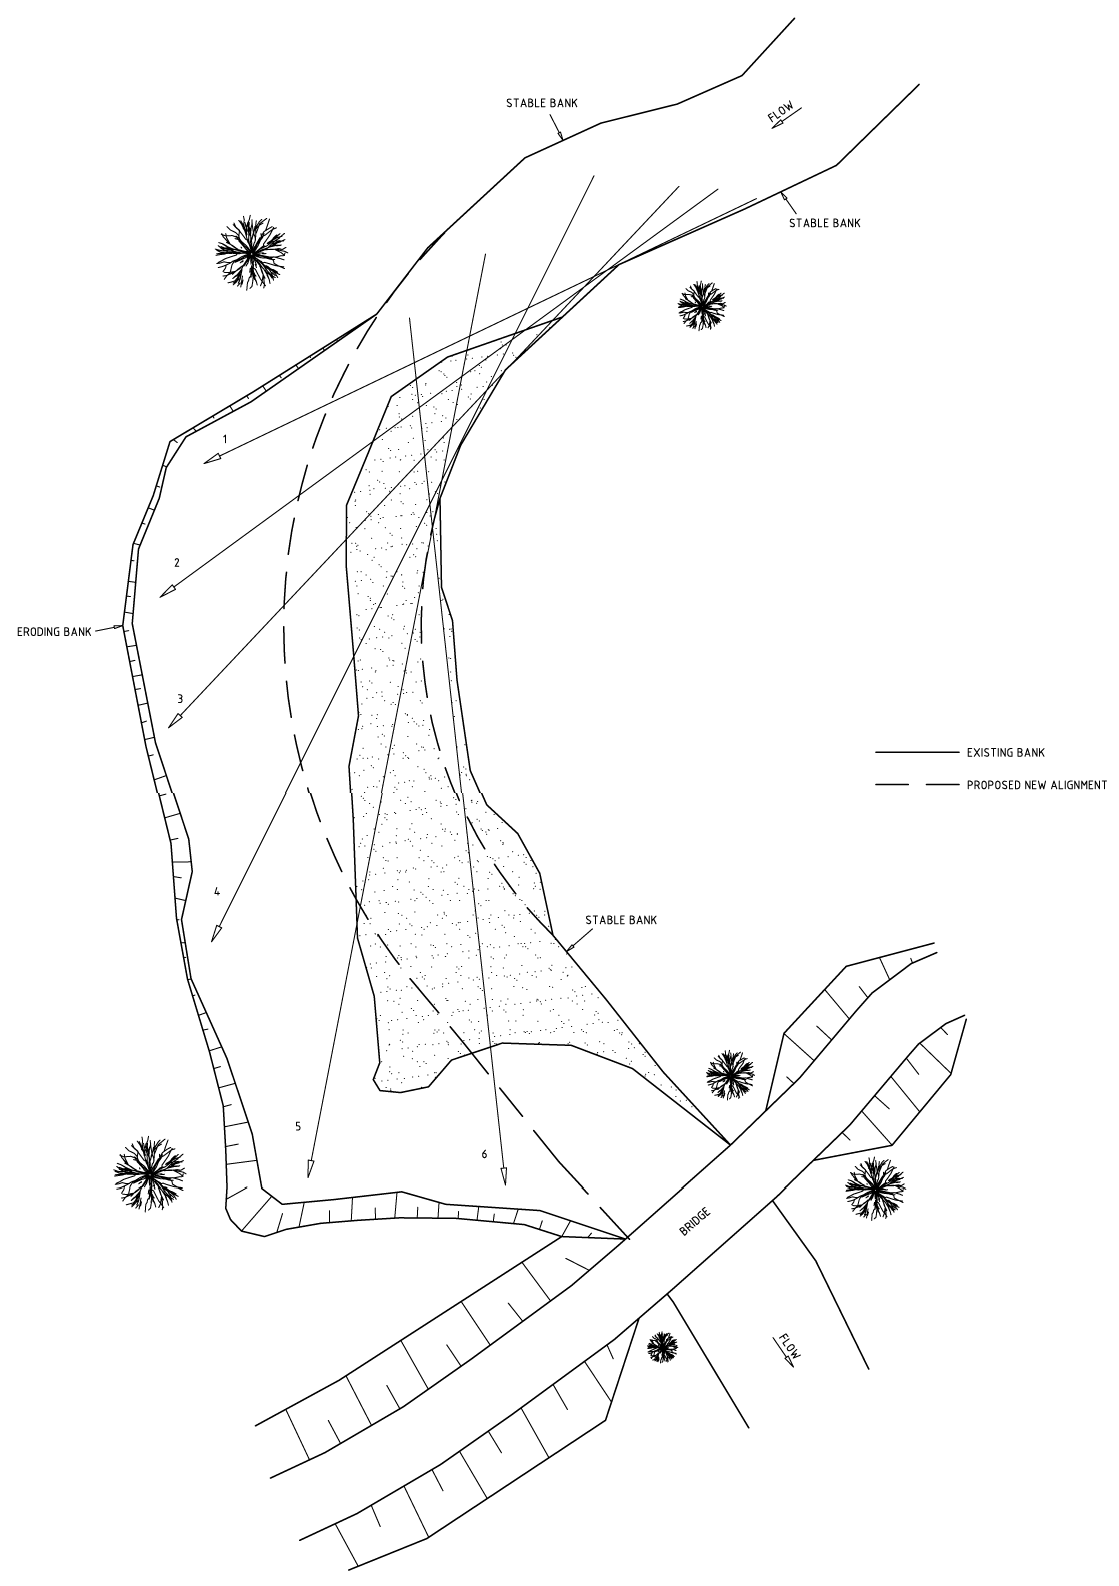 STABLE BANK
FLOW
STABLE BANK
1
2
ERODING BANK
3
EXISTING BANK
PROPOSED NEW ALIGNMENT
4
STABLE BANK
5
6
BRIDGE
FLOW